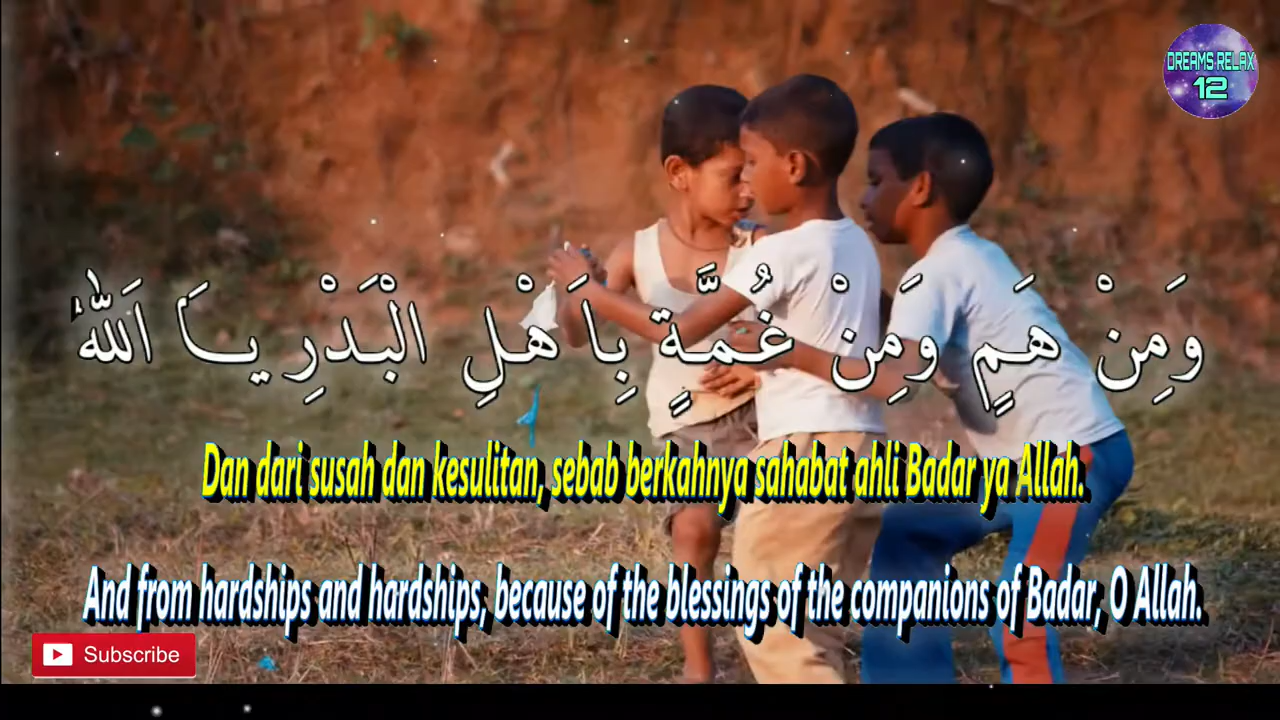 DREAMS RELAX
12
وَمِنْ هَمٍ وَمِنْ غُمَّةٍ بِاَهْلِ الْبَدْرِ يَا اَللّٰهُ
Dan dari susah dan kesulitan, sebab berkahnya sahabat ahli Badar ya Allah.
And from hardships and hardships, because of the blessings of the companions of Badar, O Allah.
Subscribe